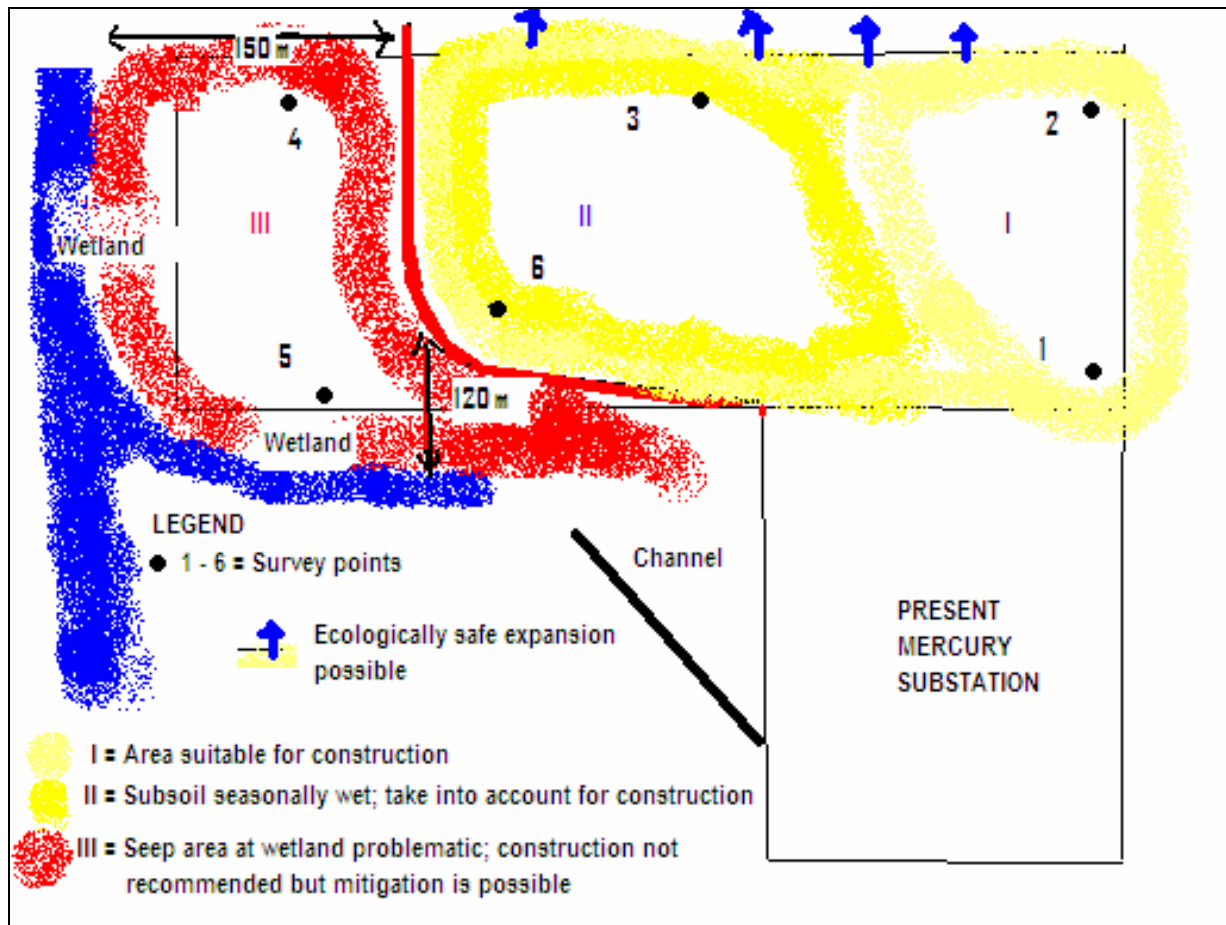 150 m
4
3
2
III
II
I
Wetland
6
5
1
120 m
Wetland
LEGEND
1 - 6 = Survey points
Channel
Ecologically safe expansion
possible
PRESENT
MERCURY
SUBSTATION
I = Area suitable for construction
II = Subsoil seasonally wet; take into account for construction
III = Seep area at wetland problematic; construction not
recommended but mitigation is possible